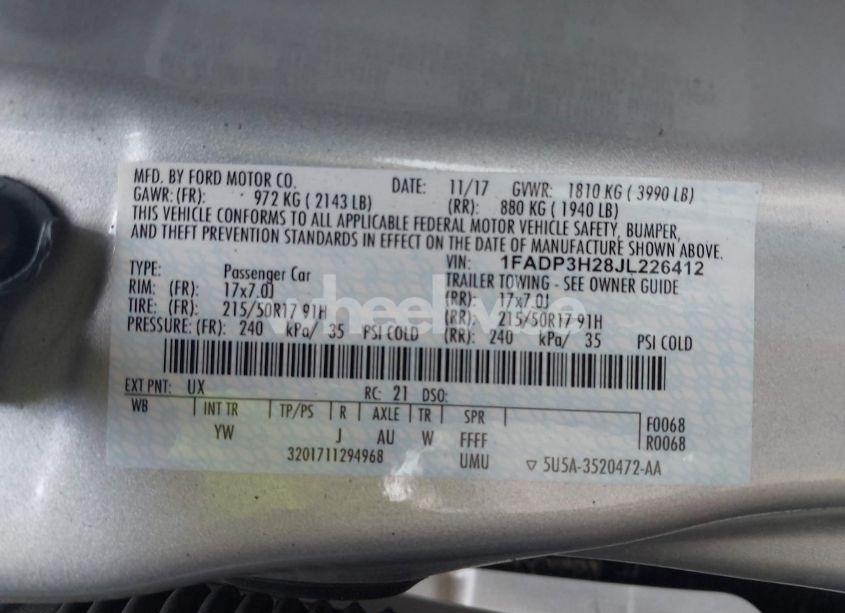 MFD. BY FORD MOTOR CO. DATE: 11/17 GVWR: 1810 KG ( 3990 LB)
GAWR: (FR): 972 KG ( 2143 LB) (RR): 880 KG ( 1940 LB)
THIS VEHICLE CONFORMS TO ALL APPLICABLE FEDERAL MOTOR VEHICLE SAFETY, BUMPER,
AND THEFT PREVENTION STANDARDS IN EFFECT ON THE DATE OF MANUFACTURE SHOWN ABOVE.
VIN: 1FADP3H28JL226412
TYPE: Passenger Car TRAILER TOWING - SEE OWNER GUIDE
RIM: (FR): 17x7.0J (RR): 17x7.0J
TIRE: (FR): 215/50R17 91H (RR): 215/50R17 91H
PRESSURE: (FR): 240 kPa/ 35 PSI COLD (RR): 240 kPa/ 35 PSI COLD
EXT PNT: UX RC: 21 DSO:
WB INT TR TP/PS R AXLE TR SPR F0068
YW J AU W FFFF R0068
3201711294968 UMU ▽ 5U5A-3520472-AA